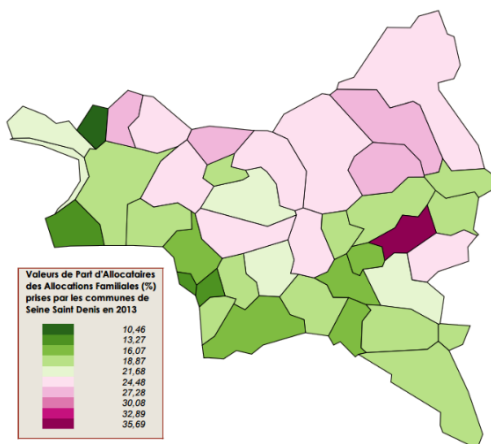 Valeurs de Part d'Allocataires
des Allocations Familiales (%)
prises par les communes de
Seine Saint Denis en 2013
10,46
13,27
16,07
18,87
21,68
24,48
27,28
30,08
32,89
35,69